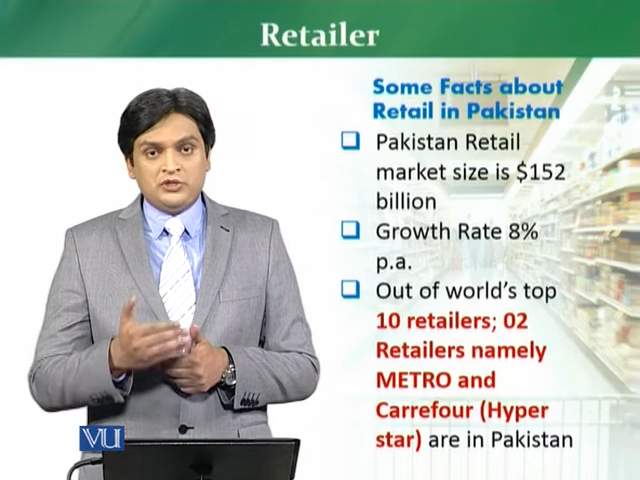 Retailer
Some Facts about
Retail in Pakistan
Pakistan Retail
market size is $152
billion
Growth Rate 8%
p.a.
Out of world's top
10 retailers; 02
Retailers namely
METRO and
Carrefour (Hyper
star) are in Pakistan
VU